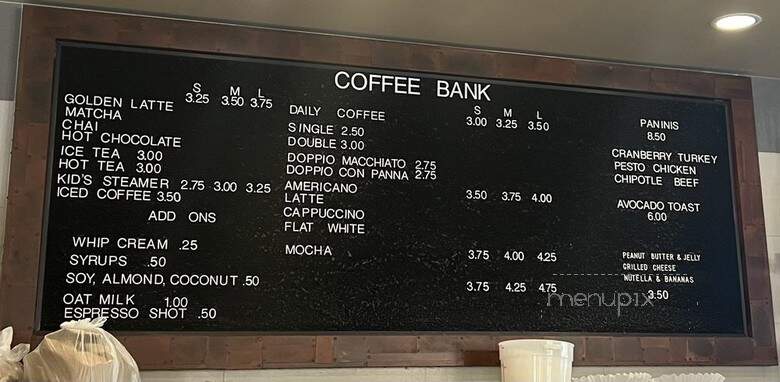 COFFEE BANK
S M L
GOLDEN LATTE 3.25 3.50 3.75
MATCHA
CHAI
HOT CHOCOLATE
ICE TEA 3.00
HOT TEA 3.00
KID'S STEAMER 2.75 3.00 3.25
ICED COFFEE 3.50
ADD ONS
WHIP CREAM .25
SYRUPS .50
SOY, ALMOND, COCONUT .50
OAT MILK 1.00
ESPRESSO SHOT .50
S M L
DAILY COFFEE 3.00 3.25 3.50
SINGLE 2.50
DOUBLE 3.00
DOPPIO MACCHIATO 2.75
DOPPIO CON PANNA 2.75
AMERICANO
LATTE 3.50 3.75 4.00
CAPPUCCINO
FLAT WHITE
MOCHA 3.75 4.00 4.25
3.75 4.25 4.75
PANINIS
8.50
CRANBERRY TURKEY
PESTO CHICKEN
CHIPOTLE BEEF
AVOCADO TOAST
6.00
PEANUT BUTTER & JELLY
GRILLED CHEESE
NUTELLA & BANANAS
3.50
menupix